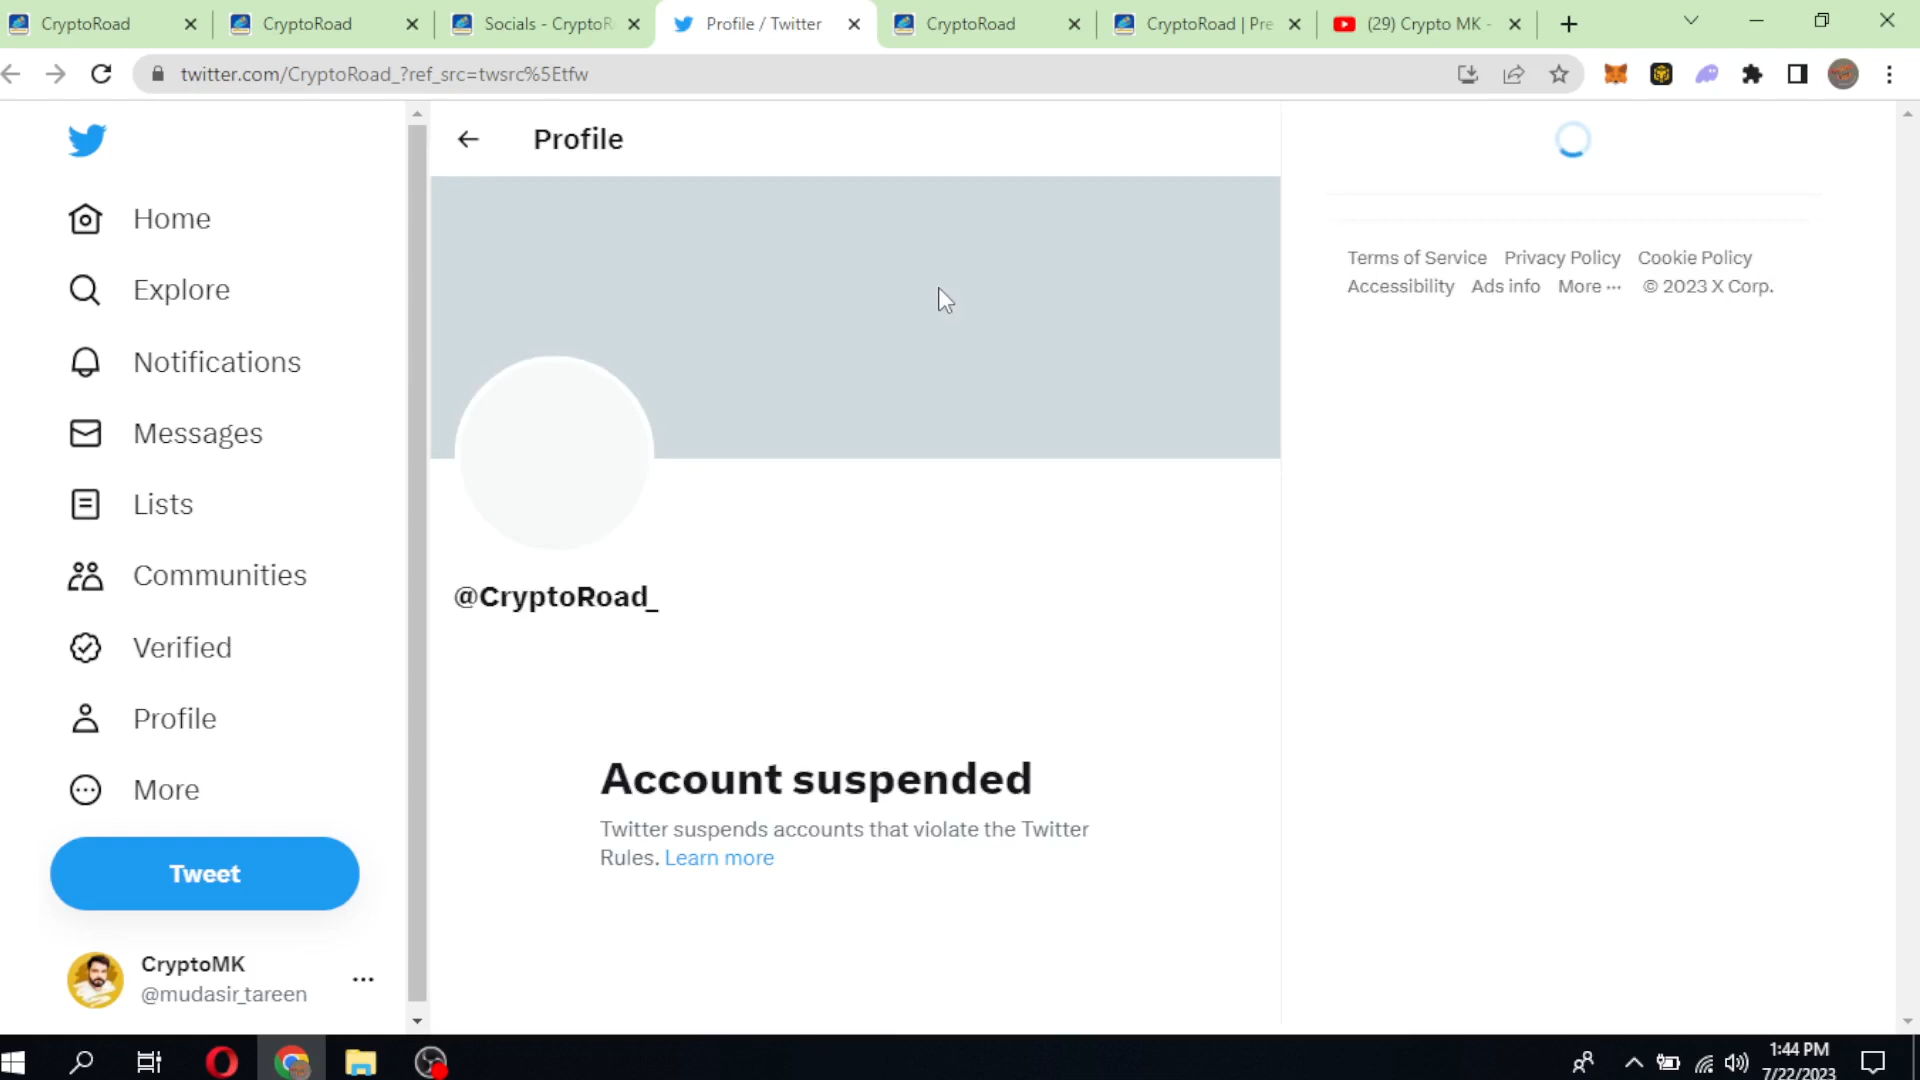 CryptoRoad
CryptoRoad
Socials - CryptoR
Profile / Twitter
CryptoRoad
CryptoRoad | Pre
(29) Crypto MK -
twitter.com/CryptoRoad_?ref_src=twsrc%5Etfw
Home
Explore
Notifications
Messages
Lists
Communities
Verified
Profile
More
Tweet
CryptoMK
@mudasir_tareen
Profile
@CryptoRoad_
Account suspended
Twitter suspends accounts that violate the Twitter
Rules. Learn more
Terms of Service Privacy Policy Cookie Policy
Accessibility Ads info More ··· © 2023 X Corp.
1:44 PM
7/22/2023